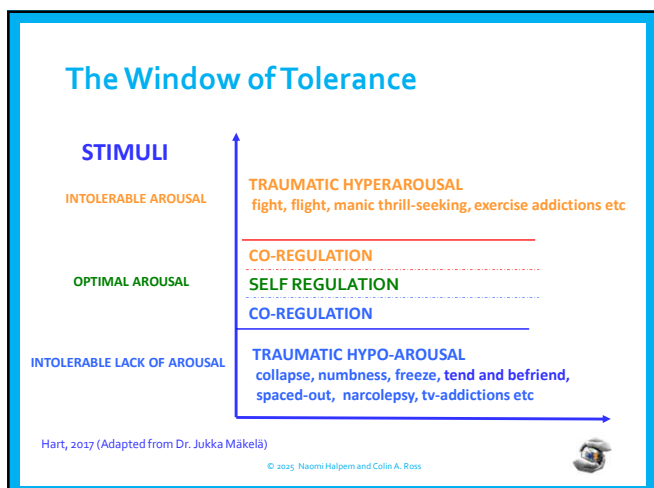 The Window of Tolerance
STIMULI
INTOLERABLE AROUSAL
TRAUMATIC HYPERAROUSAL
fight, flight, manic thrill-seeking, exercise addictions etc
CO-REGULATION
OPTIMAL AROUSAL
SELF REGULATION
CO-REGULATION
INTOLERABLE LACK OF AROUSAL
TRAUMATIC HYPO-AROUSAL
collapse, numbness, freeze, tend and befriend,
spaced-out, narcolepsy, tv-addictions etc
Hart, 2017 (Adapted from Dr. Jukka Mäkelä)
© 2025 Naomi Halpern and Colin A. Ross